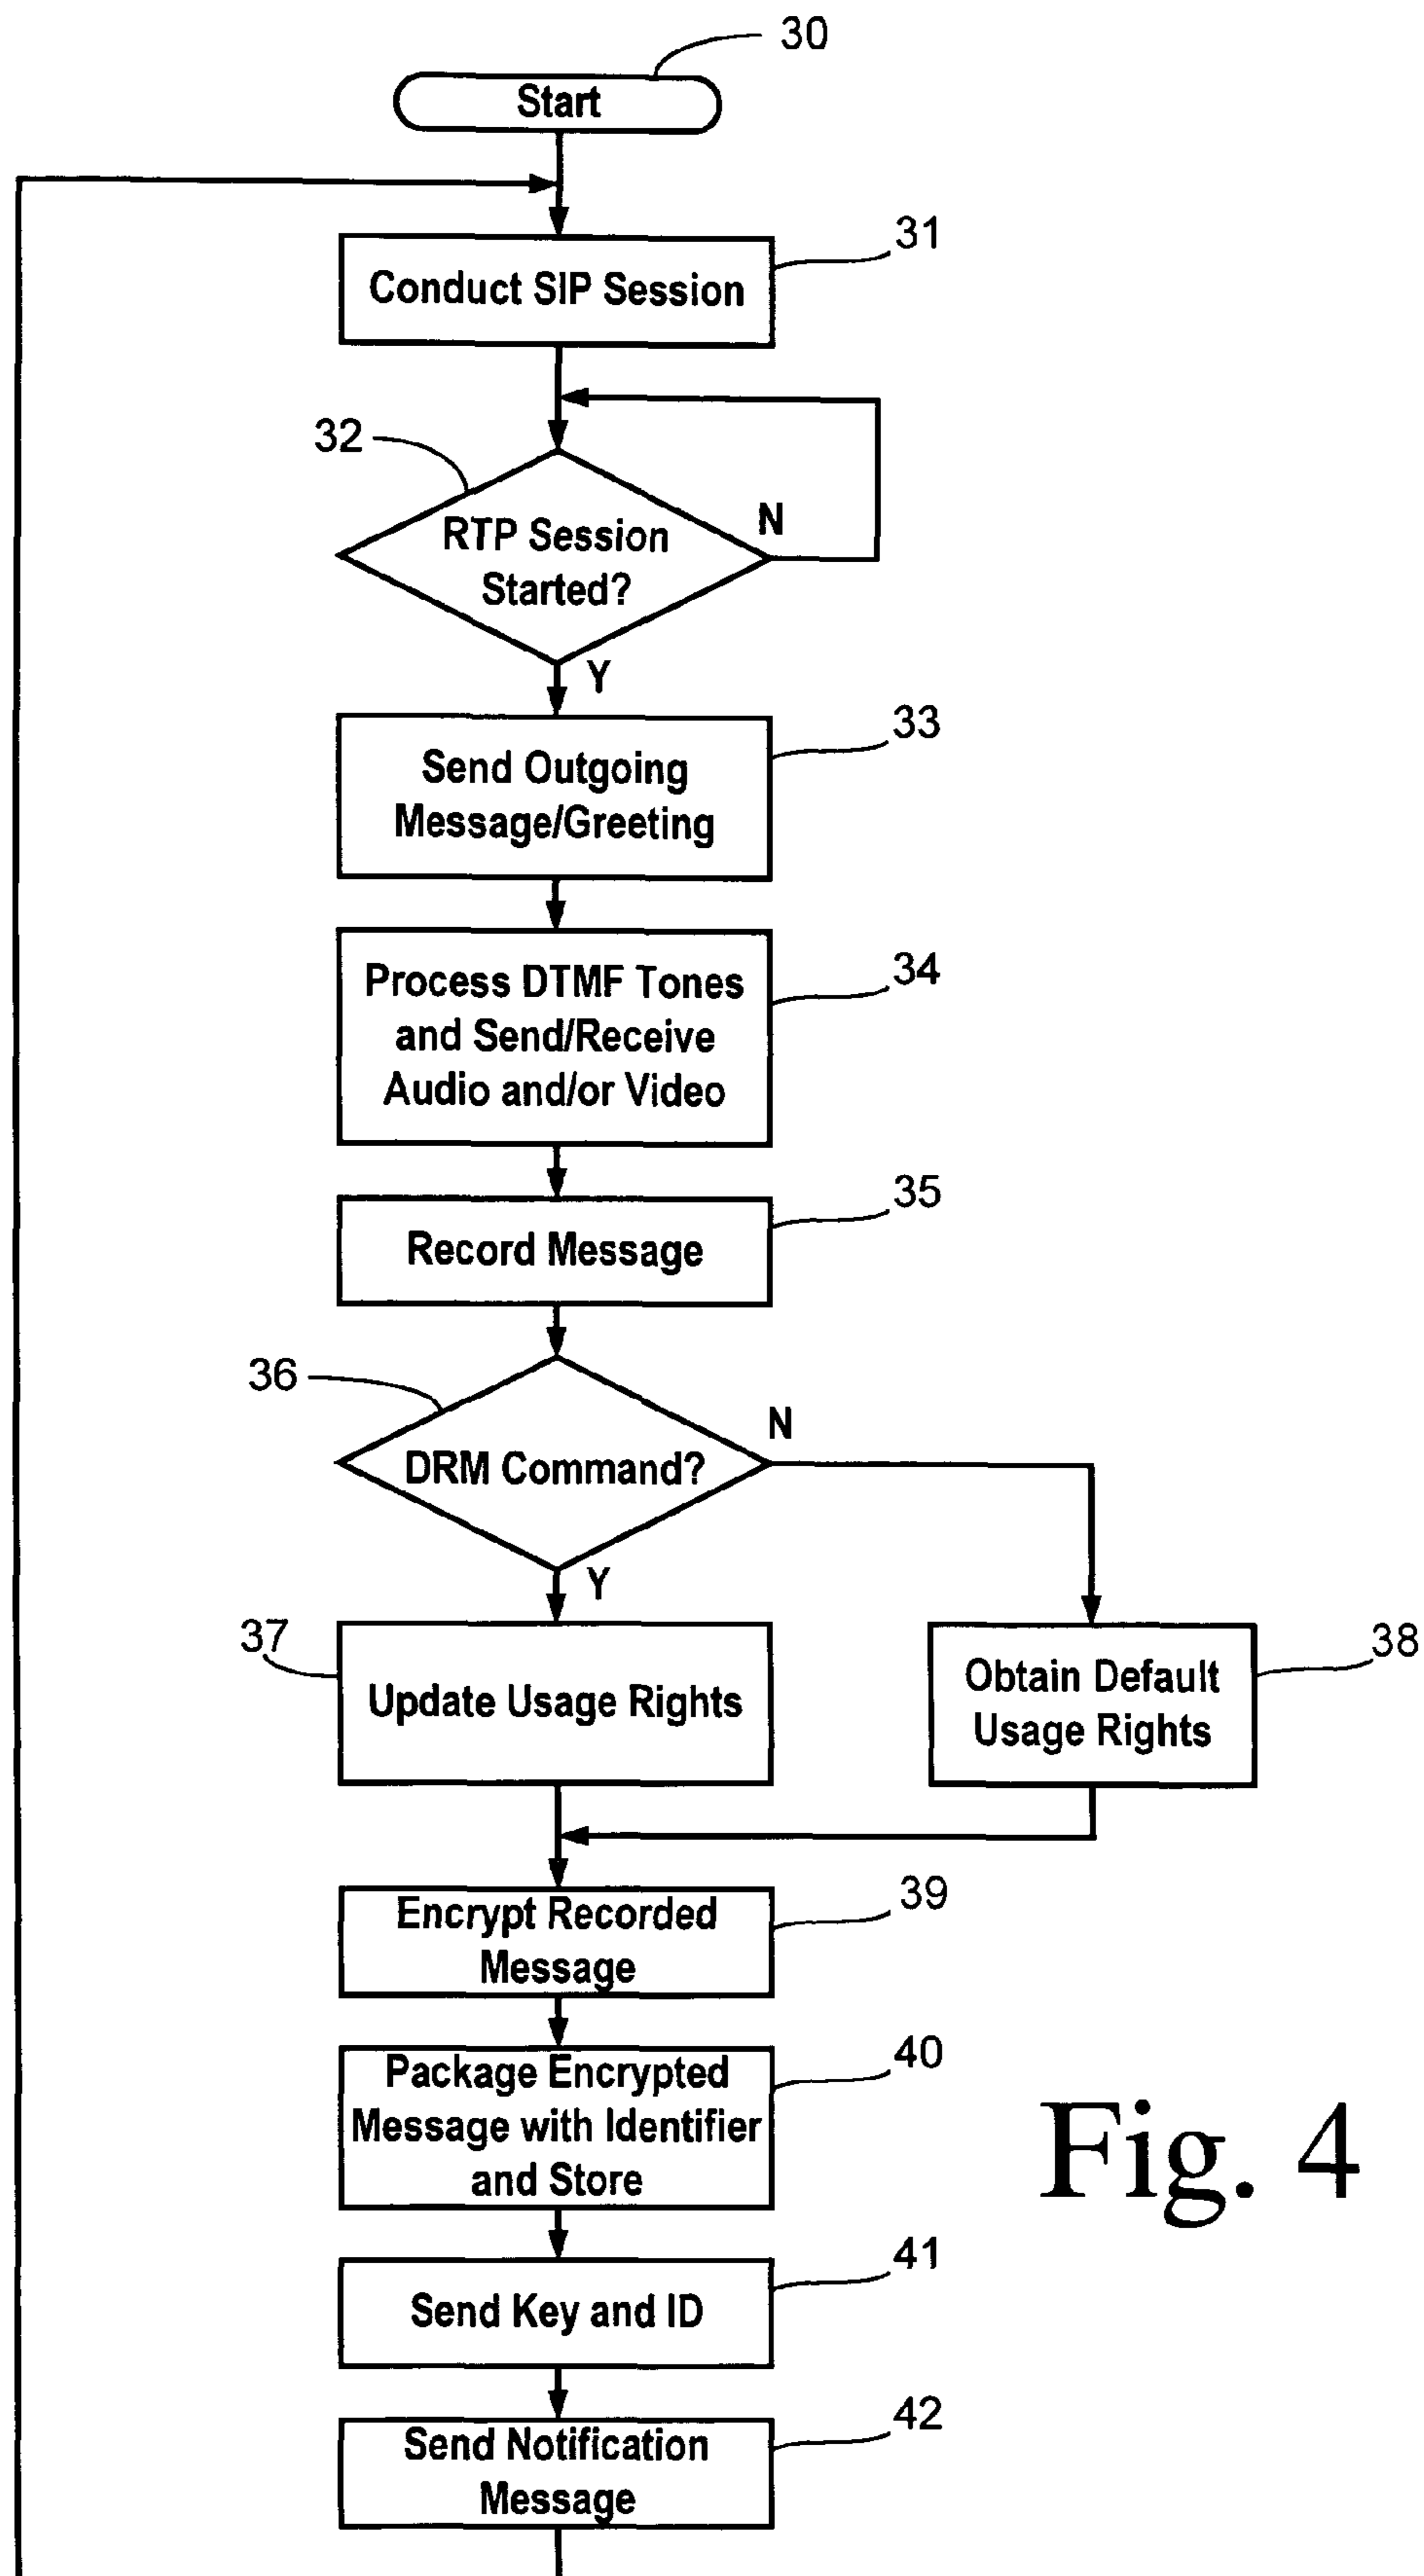 30
Start
31
Conduct SIP Session
32
RTP Session
Started?
N
Y
33
Send Outgoing
Message/Greeting
34
Process DTMF Tones
and Send/Receive
Audio and/or Video
35
Record Message
36
DRM Command?
N
Y
37
Update Usage Rights
38
Obtain Default
Usage Rights
39
Encrypt Recorded
Message
40
Package Encrypted
Message with Identifier
and Store
Fig. 4
41
Send Key and ID
42
Send Notification
Message